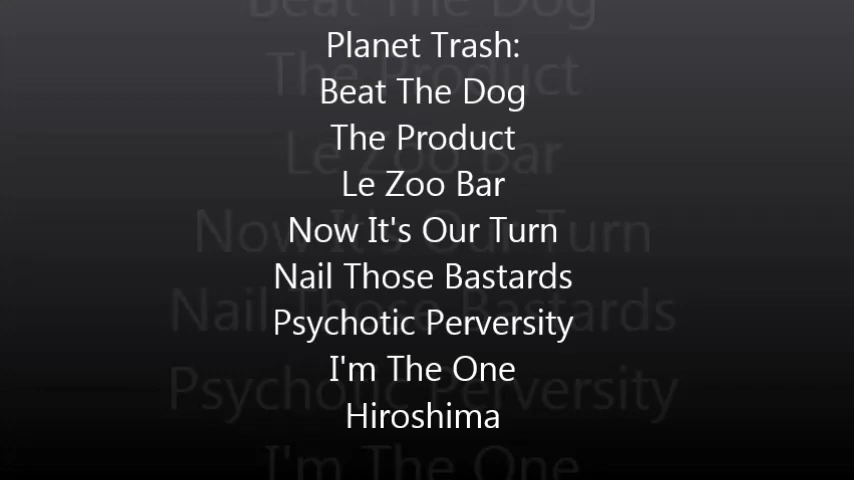 Planet Trash:
Beat The Dog
The Product
Le Zoo Bar
Now It's Our Turn
Nail Those Bastards
Psychotic Perversity
I'm The One
Hiroshima